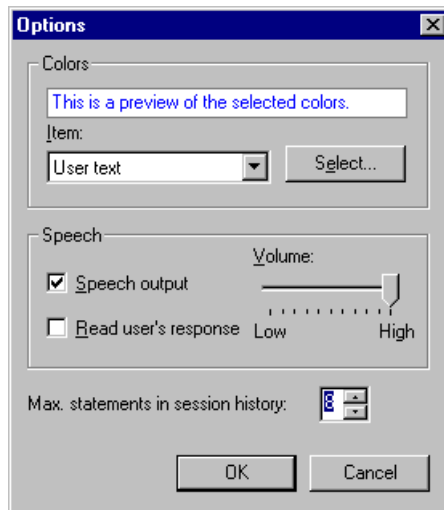 Options
Colors
This is a preview of the selected colors.
Item:
User text
Select...
Speech
Volume:
Speech output
Read user's response
Low High
Max. statements in session history: 8
OK Cancel